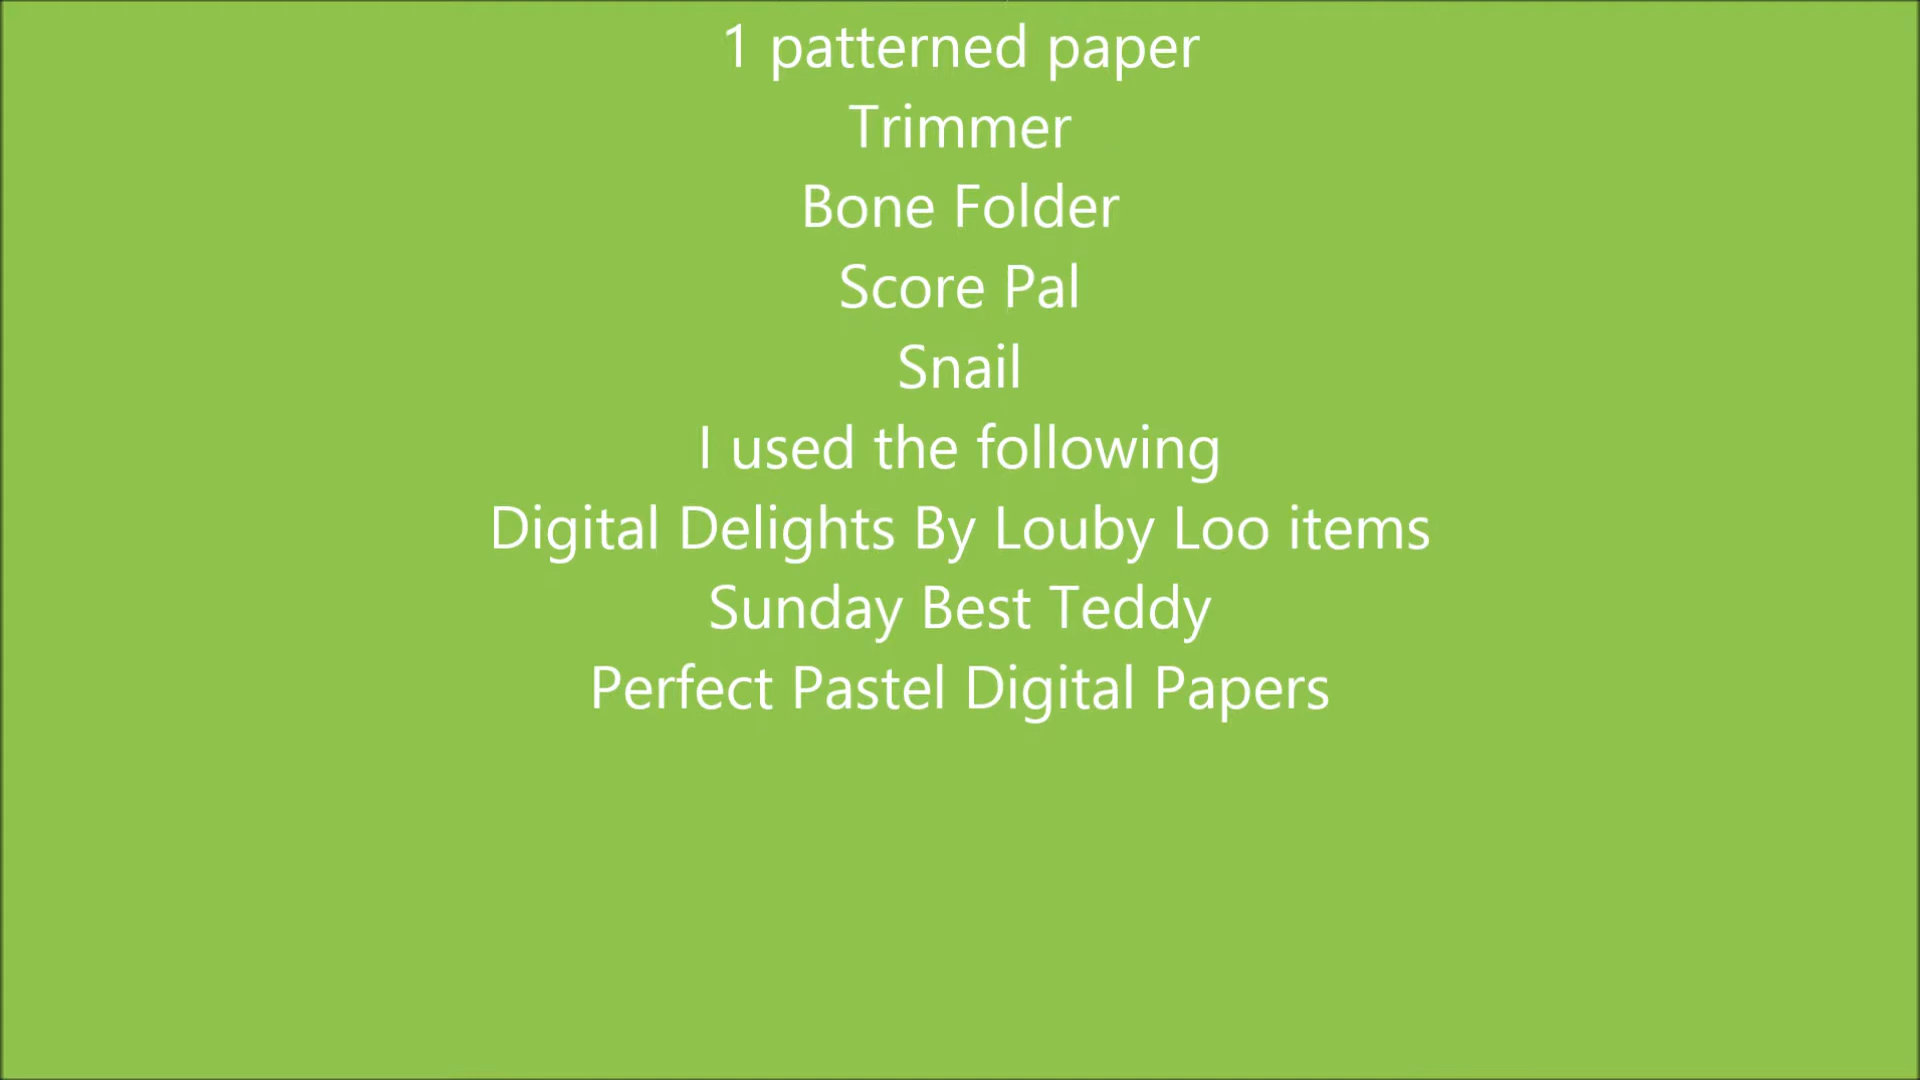 1 patterned paper
Trimmer
Bone Folder
Score Pal
Snail
I used the following
Digital Delights By Louby Loo items
Sunday Best Teddy
Perfect Pastel Digital Papers